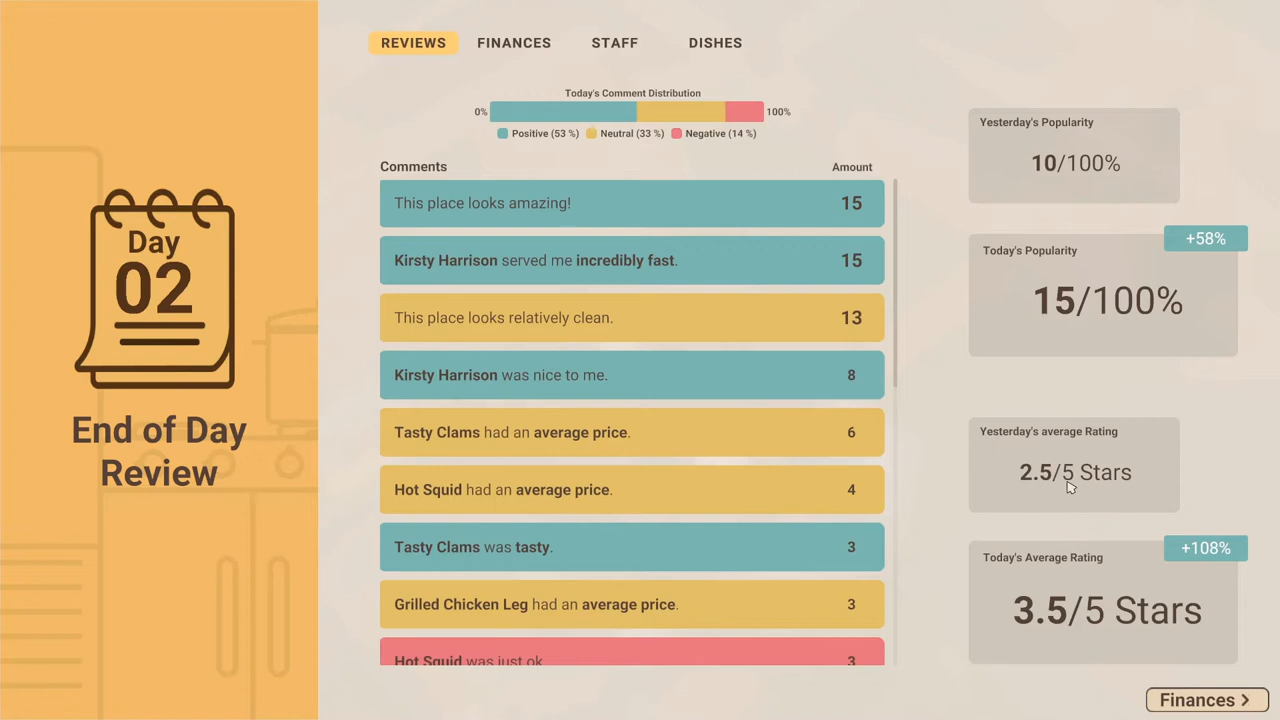 REVIEWS FINANCES STAFF DISHES
Today's Comment Distribution
0% 100%
Positive (53 %) Neutral (33 %) Negative (14 %)
Comments Amount
This place looks amazing! 15
Kirsty Harrison served me incredibly fast. 15
This place looks relatively clean. 13
Kirsty Harrison was nice to me. 8
Tasty Clams had an average price. 6
Hot Squid had an average price. 4
Tasty Clams was tasty. 3
Grilled Chicken Leg had an average price. 3
Hot Squid was just ok 3
Day
02
End of Day
Review
Yesterday's Popularity
10/100%
+58%
Today's Popularity
15/100%
Yesterday's average Rating
2.5/5 Stars
+108%
Today's Average Rating
3.5/5 Stars
Finances >